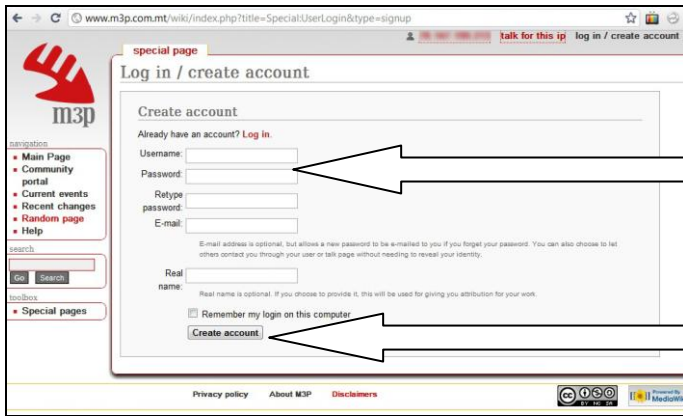 www.m3p.com.mt/wiki/index.php?title=Special:UserLogin&type=signup
talk for this ip log in / create account
special page
Log in / create account
m3p
navigation
Main Page
Community
portal
Current events
Recent changes
Random page
Help
search
Go Search
toolbox
Special pages
Create account
Already have an account? Log in.
Username:
Password:
Retype
password:
E-mail:
E-mail address is optional, but allows a new password to be e-mailed to you if you forget your password. You can also choose to let
others contact you through your user or talk page without needing to reveal your identity.
Real
name:
Real name is optional. If you choose to provide it, this will be used for giving you attribution for your work.
Remember my login on this computer
Create account
Privacy policy About M3P Disclaimers
cc BY NC SA
Powered By
MediaWiki